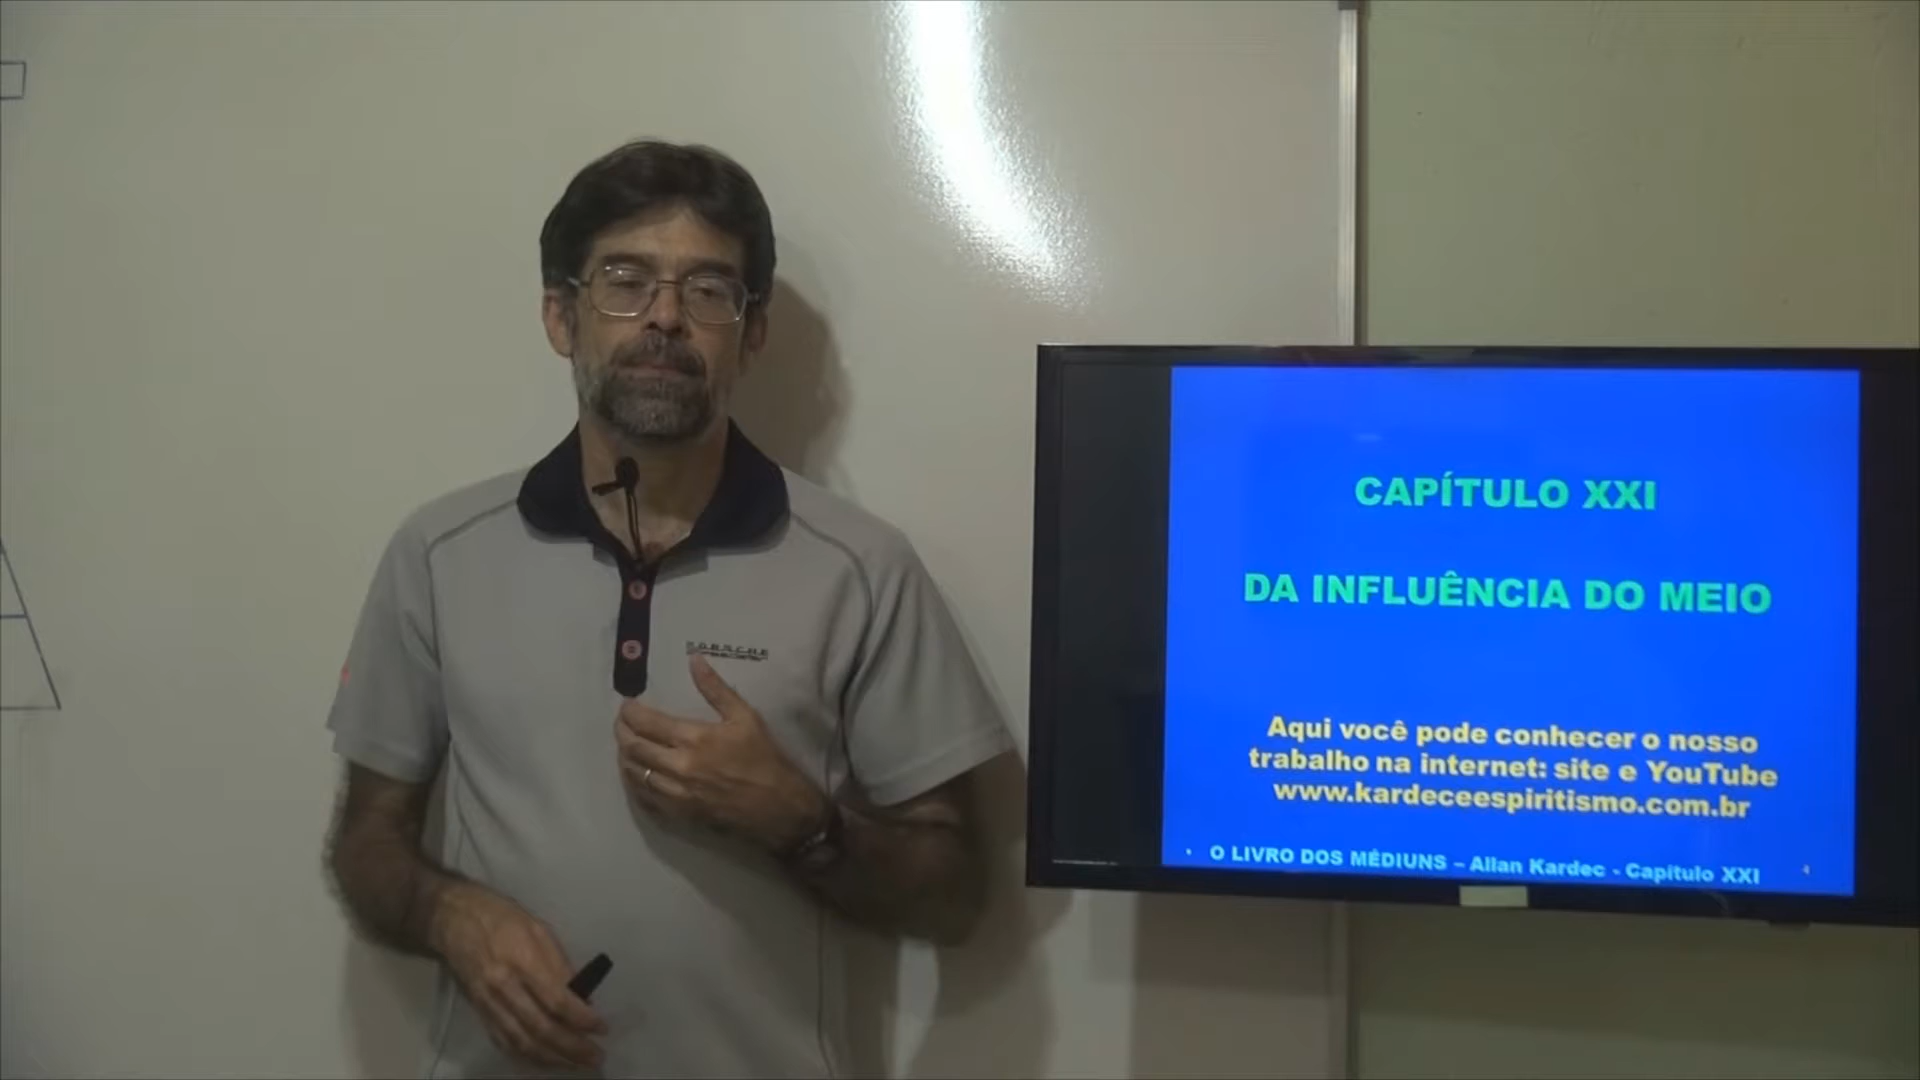 CAPÍTULO XXI
DA INFLUÊNCIA DO MEIO
Aqui você pode conhecer o nosso
trabalho na internet: site e YouTube
www.kardeceespiritismo.com.br
• O LIVRO DOS MÉDIUNS – Allan Kardec - Capítulo XXI